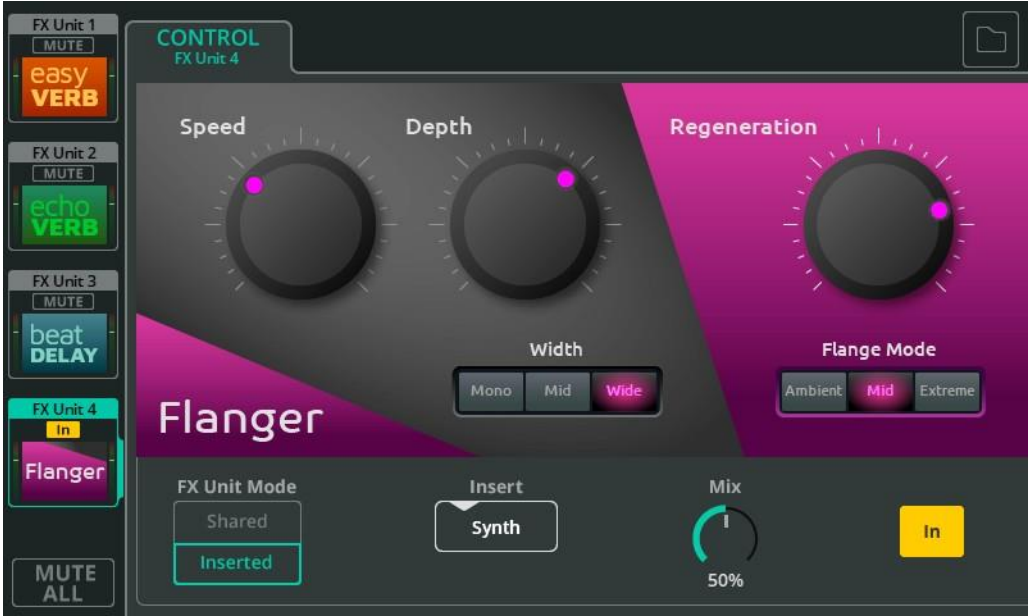 FX Unit 1
MUTE
easy
VERB
FX Unit 2
MUTE
echo
VERB
FX Unit 3
MUTE
beat
DELAY
FX Unit 4
In
Flanger
MUTE
ALL
CONTROL
FX Unit 4
Speed
Depth
Regeneration
Width
Mono Mid Wide
Flange Mode
Ambient Mid Extreme
Flanger
FX Unit Mode
Shared
Inserted
Insert
Synth
Mix
50%
In